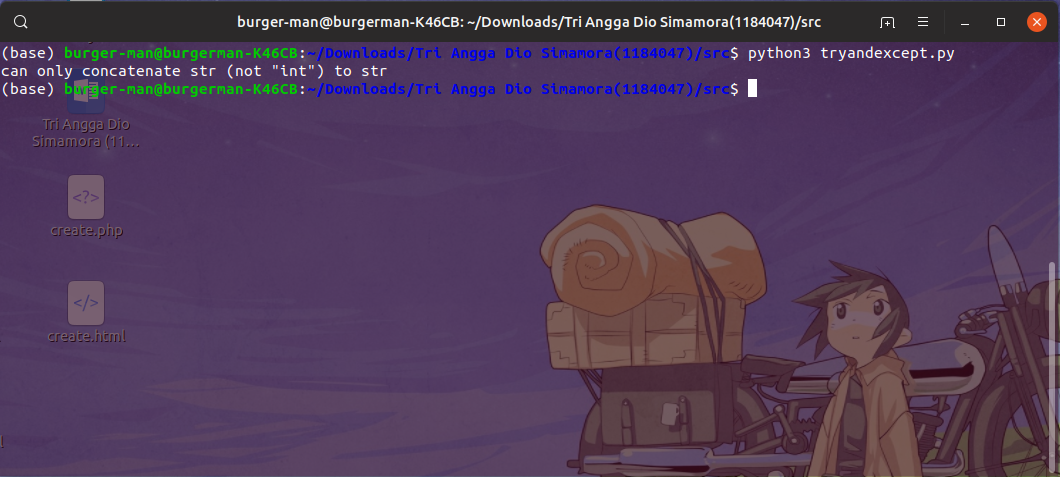 burger-man@burgerman-K46CB: ~/Downloads/Tri Angga Dio Simamora(1184047)/src
(base) burger-man@burgerman-K46CB:~/Downloads/Tri Angga Dio Simamora(1184047)/src$ python3 tryandexcept.py
can only concatenate str (not "int") to str
(base) burger-man@burgerman-K46CB:~/Downloads/Tri Angga Dio Simamora(1184047)/src$
Tri Angga Dio
Simamora (11...
<?>
create.php
</>
create.html